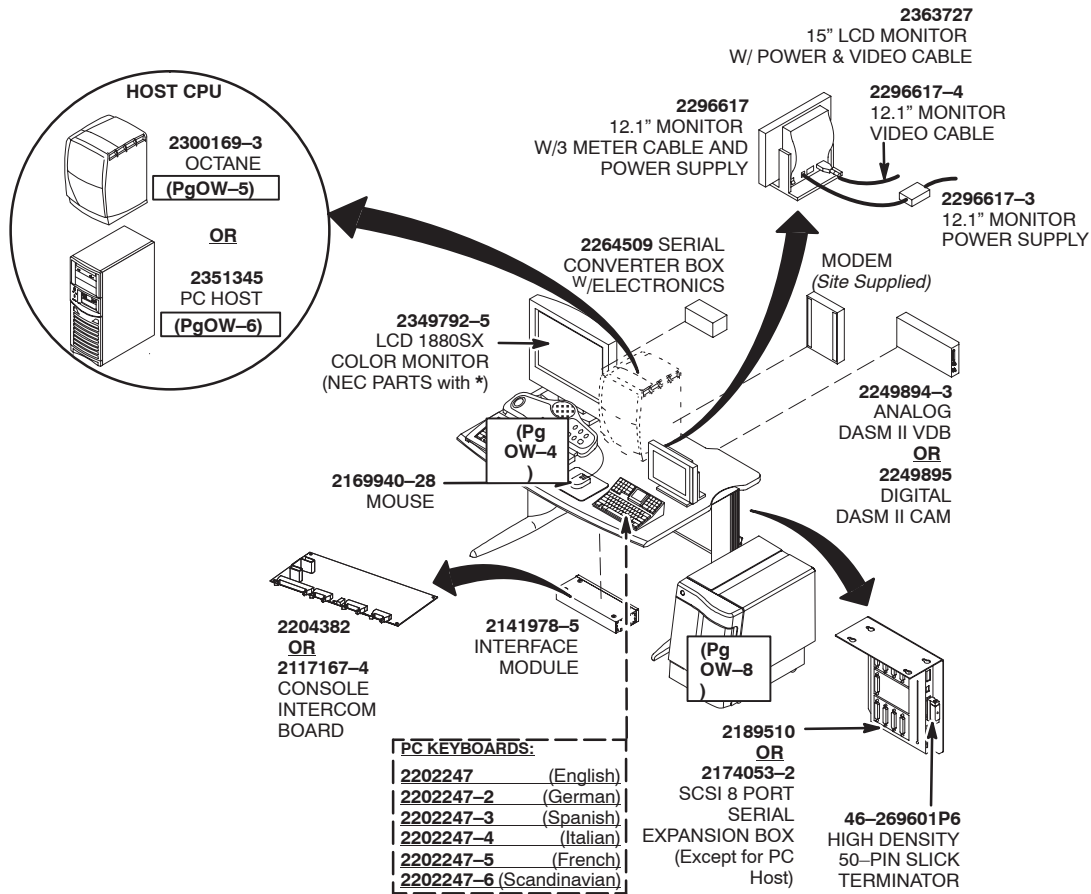 HOST CPU
2300169–3
OCTANE
(PgOW–5)
OR
2351345
PC HOST
(PgOW–6)
2363727
15” LCD MONITOR
W/ POWER & VIDEO CABLE
2296617
12.1” MONITOR
W/3 METER CABLE AND
POWER SUPPLY
2296617–4
12.1” MONITOR
VIDEO CABLE
2296617–3
12.1” MONITOR
POWER SUPPLY
2264509 SERIAL
CONVERTER BOX
W/ELECTRONICS
MODEM
(Site Supplied)
2349792–5
LCD 1880SX
COLOR MONITOR
(NEC PARTS with *)
2249894–3
ANALOG
DASM II VDB
OR
2249895
DIGITAL
DASM II CAM
(Pg
OW–4
)
2169940–28
MOUSE
2204382
OR
2117167–4
CONSOLE
INTERCOM
BOARD
2141978–5
INTERFACE
MODULE
(Pg
OW–8
)
2189510
OR
2174053–2
SCSI 8 PORT
SERIAL
EXPANSION BOX
(Except for PC
Host)
46–269601P6
HIGH DENSITY
50–PIN SLICK
TERMINATOR
PC KEYBOARDS:
2202247 (English)
2202247–2 (German)
2202247–3 (Spanish)
2202247–4 (Italian)
2202247–5 (French)
2202247–6 (Scandinavian)